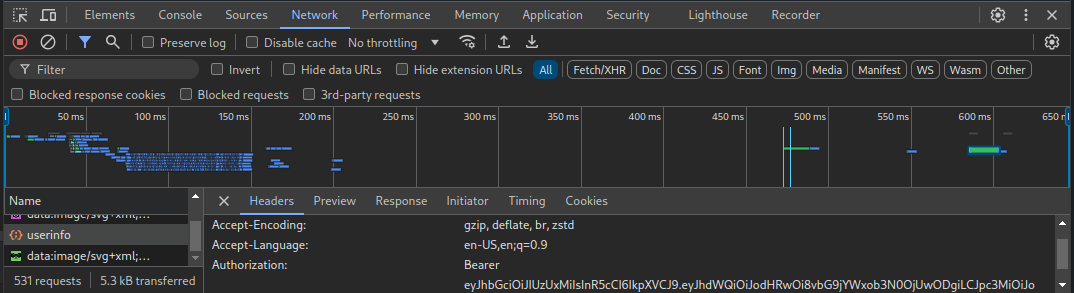 Elements Console Sources Network Performance Memory Application Security Lighthouse Recorder
Preserve log Disable cache No throttling
Filter Invert Hide data URLs Hide extension URLs All Fetch/XHR Doc CSS JS Font Img Media Manifest WS Wasm Other
Blocked response cookies Blocked requests 3rd-party requests
50 ms 100 ms 150 ms 200 ms 250 ms 300 ms 350 ms 400 ms 450 ms 500 ms 550 ms 600 ms 650 m
Name Headers Preview Response Initiator Timing Cookies
data:image/svg+xml;...
Accept-Encoding: gzip, deflate, br, zstd
userinfo
Accept-Language: en-US,en;q=0.9
data:image/svg+xml;...
Authorization: Bearer
531 requests 5.3 kB transferred
eyJhbGciOiJIUzUxMiIsInR5cCI6IkpXVCJ9.eyJhdWQiOiJodHRwOi8vbG9jYWxob3N0OjUwODgiLCJpc3MiOiJo